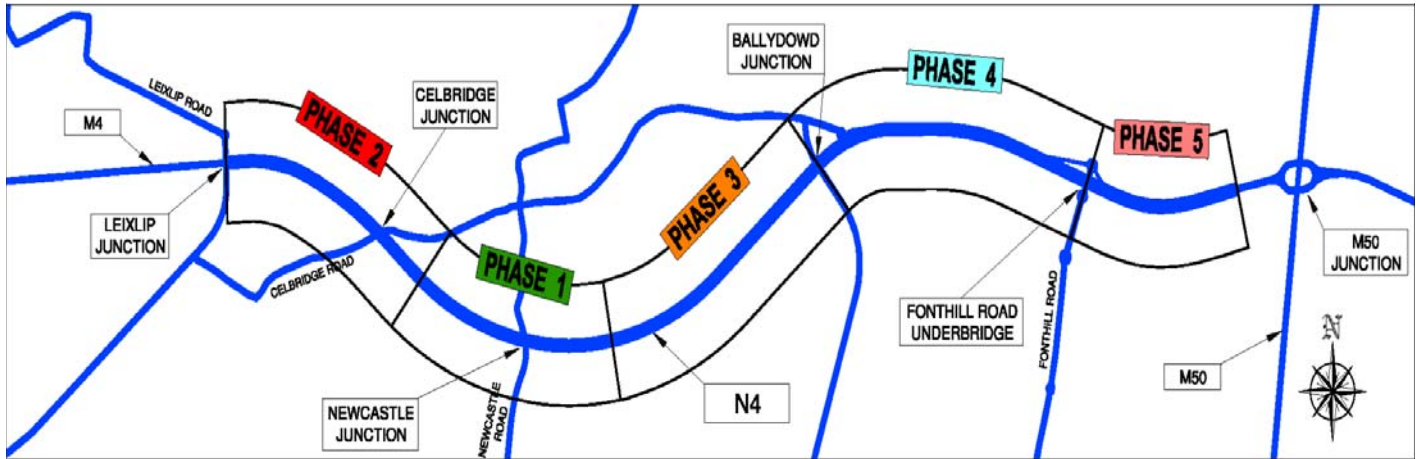 LEIXLIP ROAD
M4
LEIXLIP
JUNCTION
PHASE 2
CELBRIDGE
JUNCTION
CELBRIDGE ROAD
PHASE 1
NEWCASTLE
JUNCTION
NEWCASTLE
ROAD
PHASE 3
N4
BALLYDOWD
JUNCTION
PHASE 4
FONTHILL ROAD
UNDERBRIDGE
FONTHILL ROAD
PHASE 5
M50
JUNCTION
M50
N